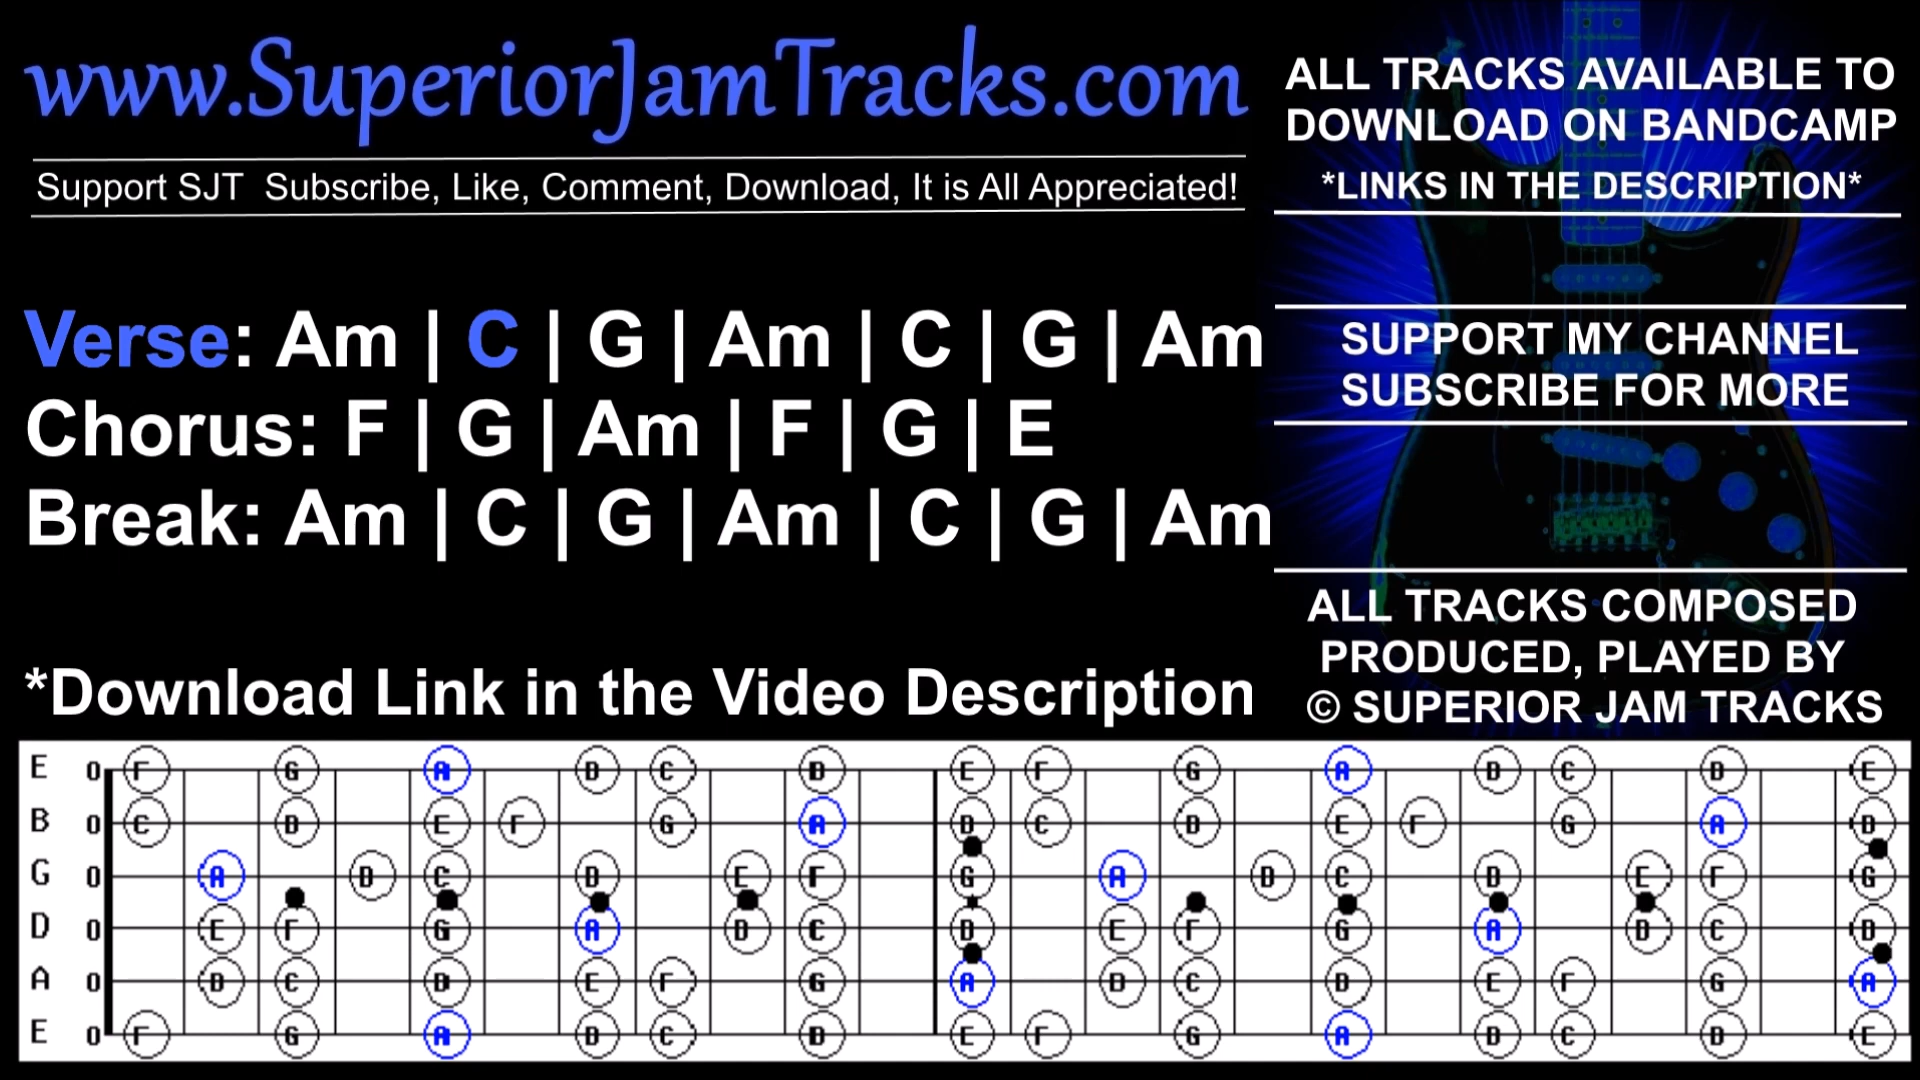 www.SuperiorJamTracks.com
Support SJT  Subscribe, Like, Comment, Download, It is All Appreciated!
Verse: Am | C | G | Am | C | G | Am
Chorus: F | G | Am | F | G | E
Break: Am | C | G | Am | C | G | Am
*Download Link in the Video Description
ALL TRACKS AVAILABLE TO
DOWNLOAD ON BANDCAMP
*LINKS IN THE DESCRIPTION*
SUPPORT MY CHANNEL
SUBSCRIBE FOR MORE
ALL TRACKS COMPOSED
PRODUCED, PLAYED BY
© SUPERIOR JAM TRACKS
E 0 F G A B C D E F G A B C D E
B 0 C D E F G A B C D E F G A B
G 0 A B C D E F G A B C D E F G
D 0 E F G A B C D E F G A B C D
A 0 B C D E F G A B C D E F G A
E 0 F G A B C D E F G A B C D E